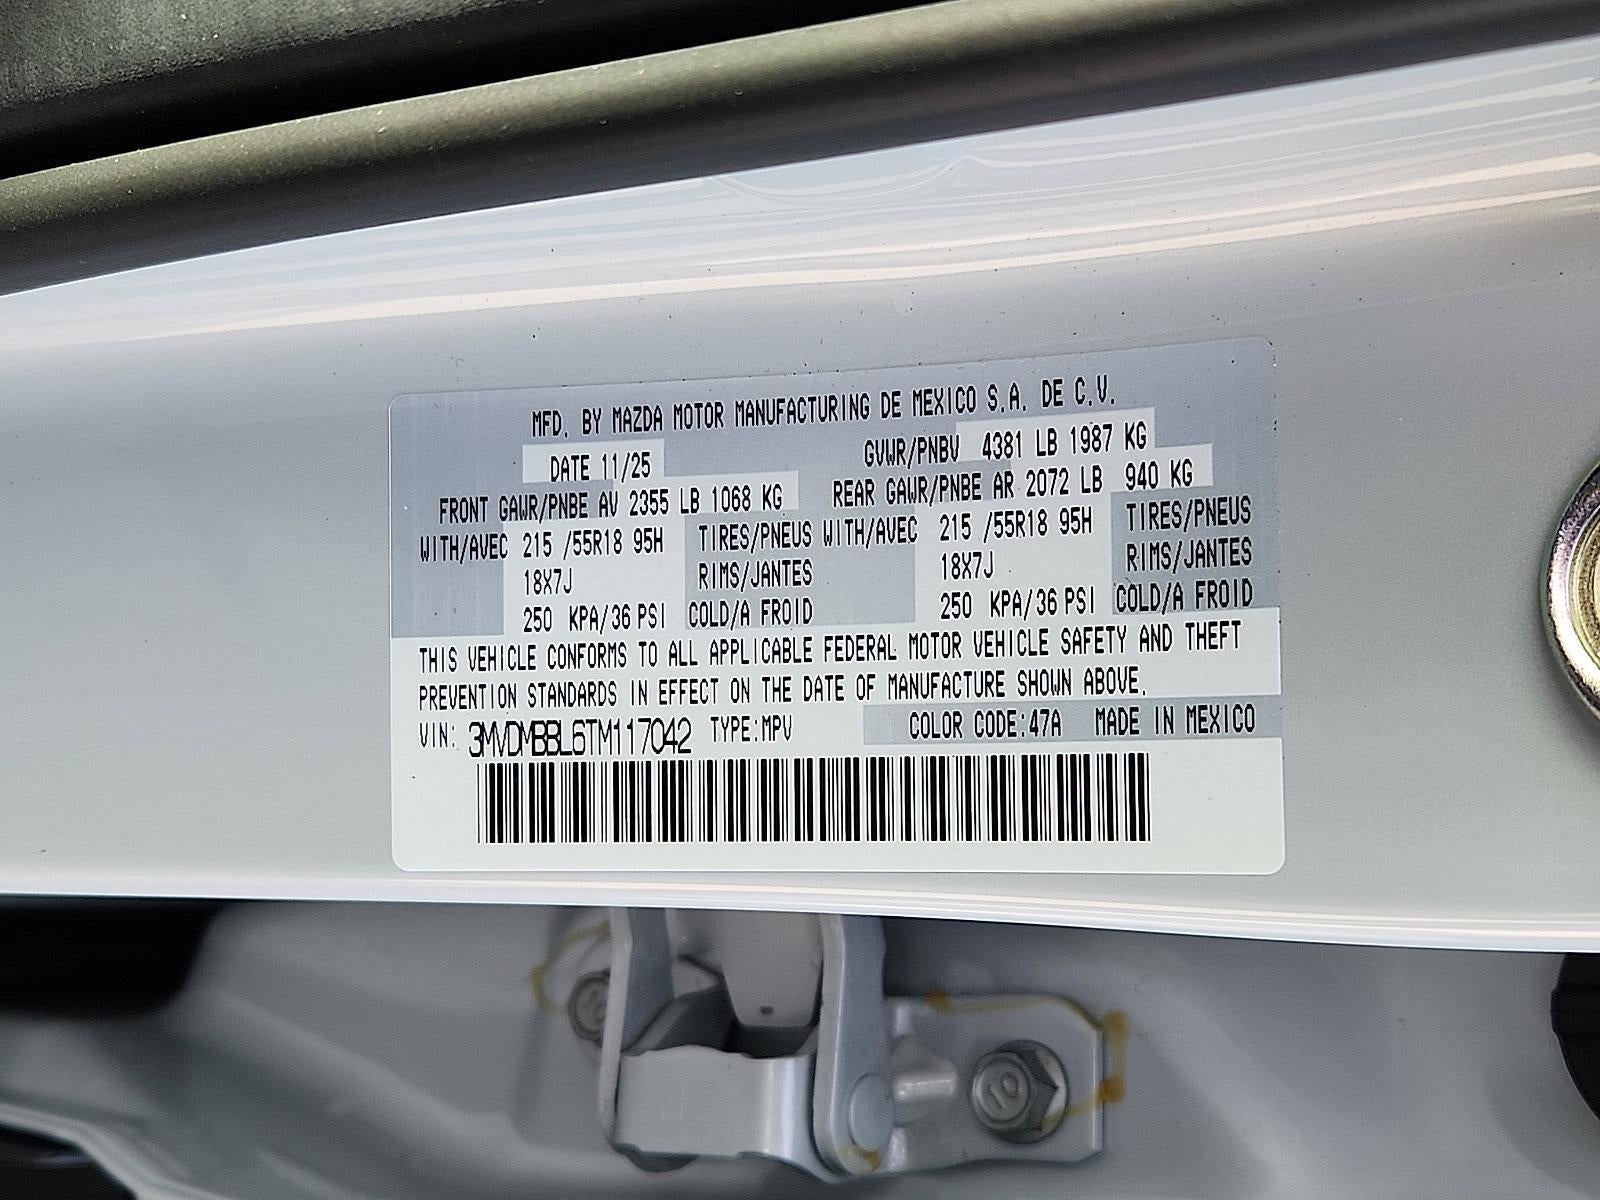 MFD. BY MAZDA MOTOR MANUFACTURING DE MEXICO S.A. DE C.V.
DATE 11/25 GVWR/PNBV 4381 LB 1987 KG
FRONT GAWR/PNBE AV 2355 LB 1068 KG REAR GAWR/PNBE AR 2072 LB 940 KG
WITH/AVEC 215 /55R18 95H TIRES/PNEUS WITH/AVEC 215 /55R18 95H TIRES/PNEUS
18X7J RIMS/JANTES 18X7J RIMS/JANTES
250 KPA/36 PSI COLD/A FROID 250 KPA/36 PSI COLD/A FROID
THIS VEHICLE CONFORMS TO ALL APPLICABLE FEDERAL MOTOR VEHICLE SAFETY AND THEFT
PREVENTION STANDARDS IN EFFECT ON THE DATE OF MANUFACTURE SHOWN ABOVE.
VIN: 3MVDMBBL6TM117042 TYPE:MPV COLOR CODE:47A MADE IN MEXICO
10